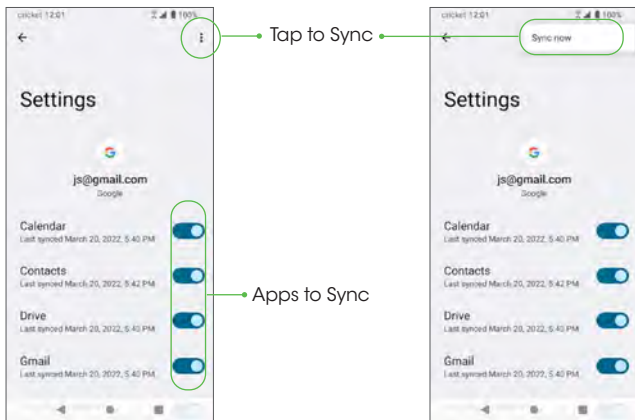 cricket 12:01
100%
Tap to Sync
cricket 12:01
100%
Sync now
Settings
G
js@gmail.com
Google
Calendar
Last synced March 20, 2022, 5:40 PM
Contacts
Last synced March 20, 2022, 5:42 PM
Drive
Last synced March 20, 2022, 5:40 PM
Gmail
Last synced March 20, 2022, 5:40 PM
Apps to Sync
Settings
G
js@gmail.com
Google
Calendar
Last synced March 20, 2022, 5:40 PM
Contacts
Last synced March 20, 2022, 5:42 PM
Drive
Last synced March 20, 2022, 5:40 PM
Gmail
Last synced March 20, 2022, 5:40 PM